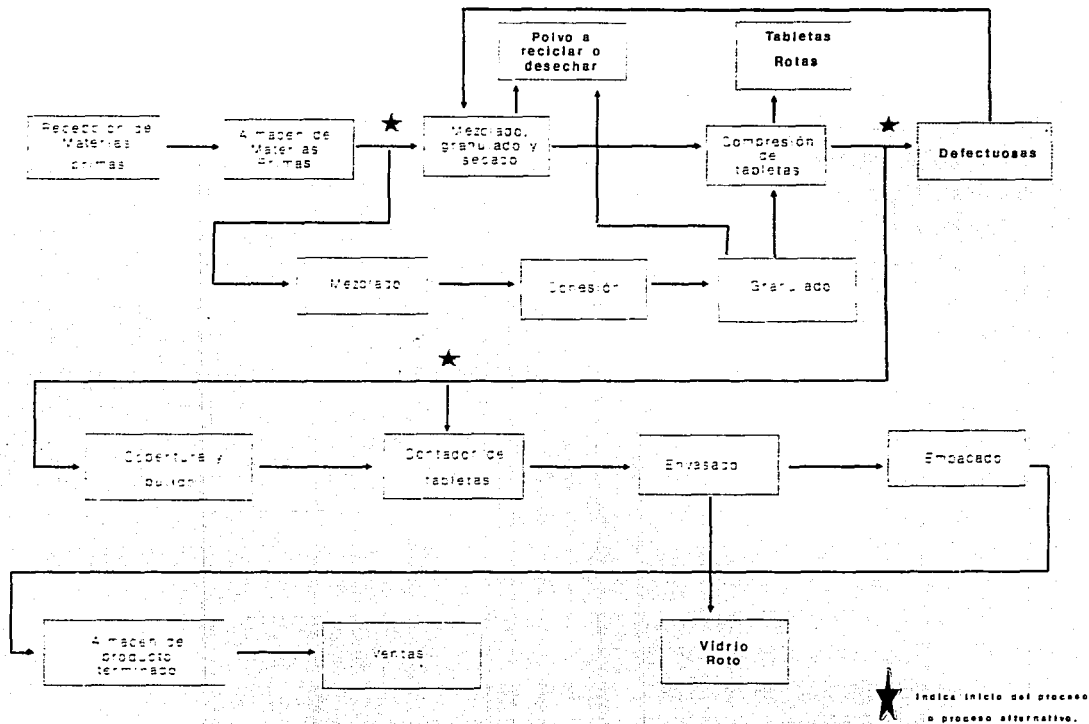 Polvo a
reciclar o
desechar
Tabletas
Rotas
Recepción de
Materias
primas
Almacén de
Materias
Primas
Mezclado,
granulado y
secado
Compresión
de
tabletas
Defectuosas
Mezclado
Cohesión
Granulado
Cobertura y
pulido
Contador de
tabletas
Envasado
Empacado
Almacén de
producto
terminado
Ventas
Vidrio
Roto
Indica inicio del proceso
o proceso alternativo.